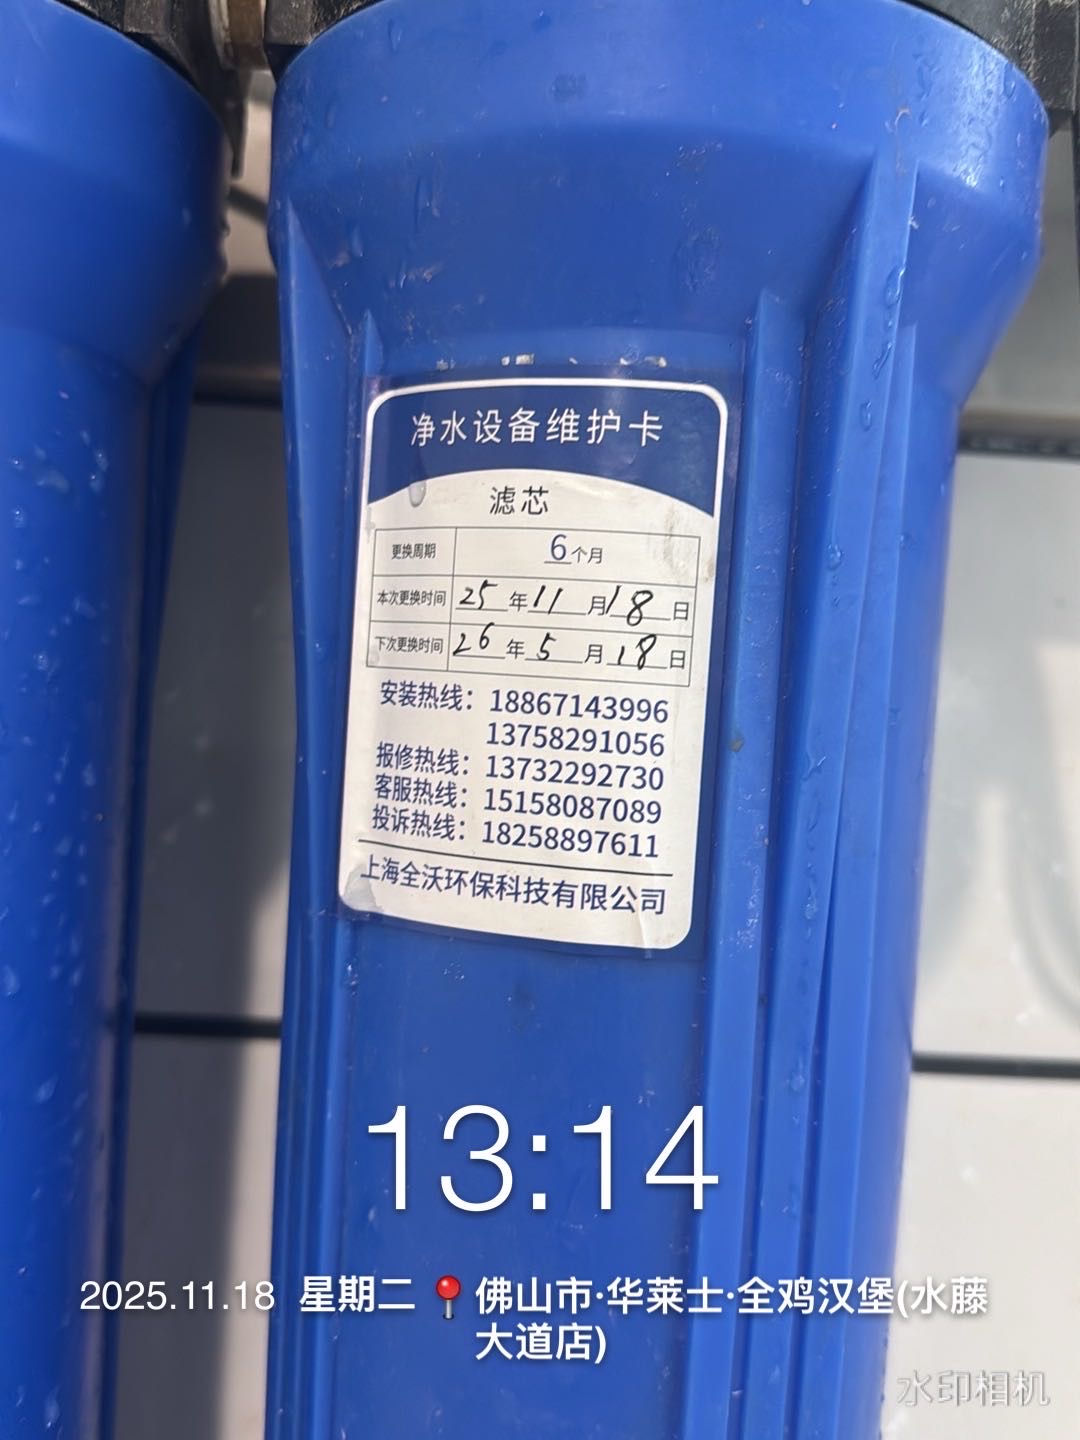 净水设备维护卡
滤芯
更换周期 6个月
本次更换时间 25年11月18日
下次更换时间 26年5月18日
安装热线：18867143996
13758291056
报修热线：13732292730
客服热线：15158087089
投诉热线：18258897611
上海全沃环保科技有限公司
13:14
2025.11.18 星期二 📍佛山市·华莱士·全鸡汉堡(水藤
大道店)
水印相机